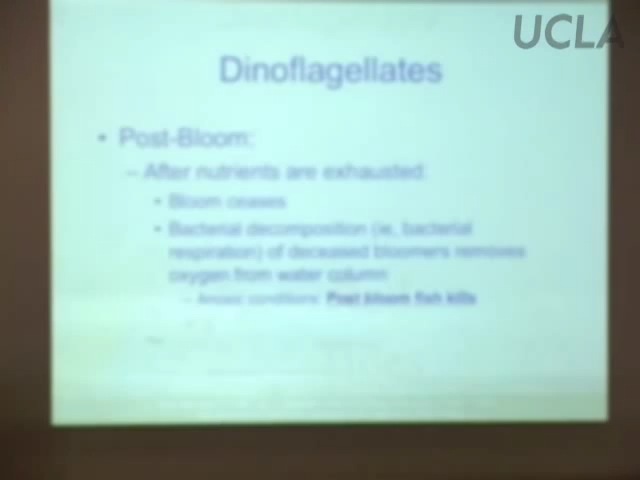 UCLA
Dinoflagellates
• Post-Bloom:
– After nutrients are exhausted:
• Bloom ceases
• Bacterial decomposition (ie, bacterial
respiration) of deceased bloomers removes
oxygen from water column
– Anoxic conditions: Post bloom fish kills